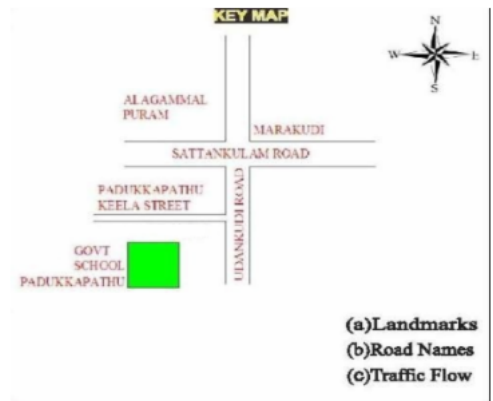 KEY MAP
N
W
E
S
ALAGAMMAL
PURAM
MARAKUDI
SATTANKULAM ROAD
PADUKKAPATHU
KEELA STREET
UDANKUDI ROAD
GOVT
SCHOOL
PADUKKAPATHU
(a)Landmarks
(b)Road Names
(c)Traffic Flow